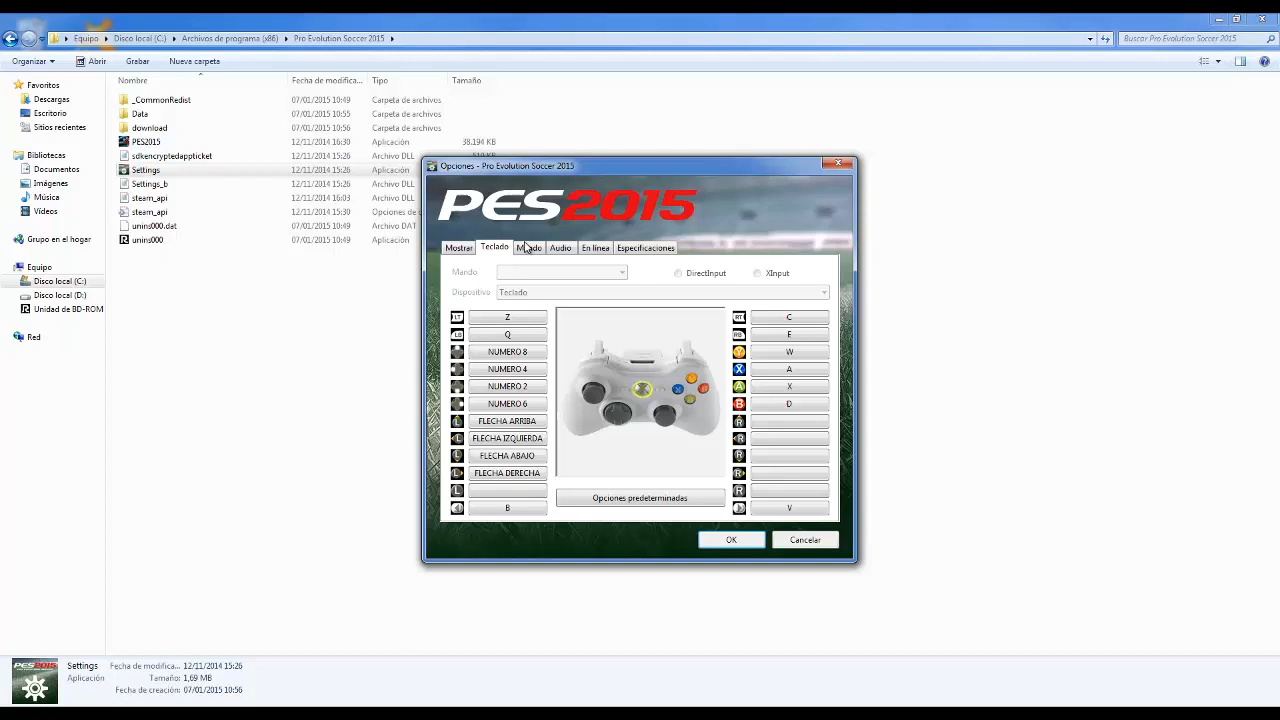 Equipo ▸ Disco local (C:) ▸ Archivos de programa (x86) ▸ Pro Evolution Soccer 2015 ▸
Buscar Pro Evolution Soccer 2015
Organizar Abrir Grabar Nueva carpeta
Nombre Fecha de modifica... Tipo Tamaño
Favoritos
Descargas
Escritorio
Sitios recientes
Bibliotecas
Documentos
Imágenes
Música
Vídeos
Grupo en el hogar
Equipo
Disco local (C:)
Disco local (D:)
Unidad de BD-ROM
Red
_CommonRedist 07/01/2015 10:49 Carpeta de archivos
Data 07/01/2015 10:55 Carpeta de archivos
download 07/01/2015 10:56 Carpeta de archivos
PES2015 12/11/2014 16:30 Aplicación 38.194 KB
sdkencryptedappticket 12/11/2014 15:26 Archivo DLL
Settings 12/11/2014 15:26 Aplicación
Settings_b 12/11/2014 15:26 Archivo DLL
steam_api 12/11/2014 16:03 Archivo DLL
steam_api 12/11/2014 15:30 Opciones de c
unins000.dat 07/01/2015 10:49 Archivo DAT
unins000 07/01/2015 10:49 Aplicación
Opciones - Pro Evolution Soccer 2015
PES2015
Mostrar Teclado Mando Audio En línea Especificaciones
Mando DirectInput XInput
Dispositivo Teclado
LT Z RT C
LB Q RB E
NUMERO 8 Y W
NUMERO 4 X A
NUMERO 2 A X
NUMERO 6 B D
L FLECHA ARRIBA R
L FLECHA IZQUIERDA R
L FLECHA ABAJO R
L FLECHA DERECHA R
L R
B V
Opciones predeterminadas
OK Cancelar
Settings Fecha de modifica... 12/11/2014 15:26
Aplicación Tamaño: 1,69 MB
Fecha de creación: 07/01/2015 10:56
PES2015